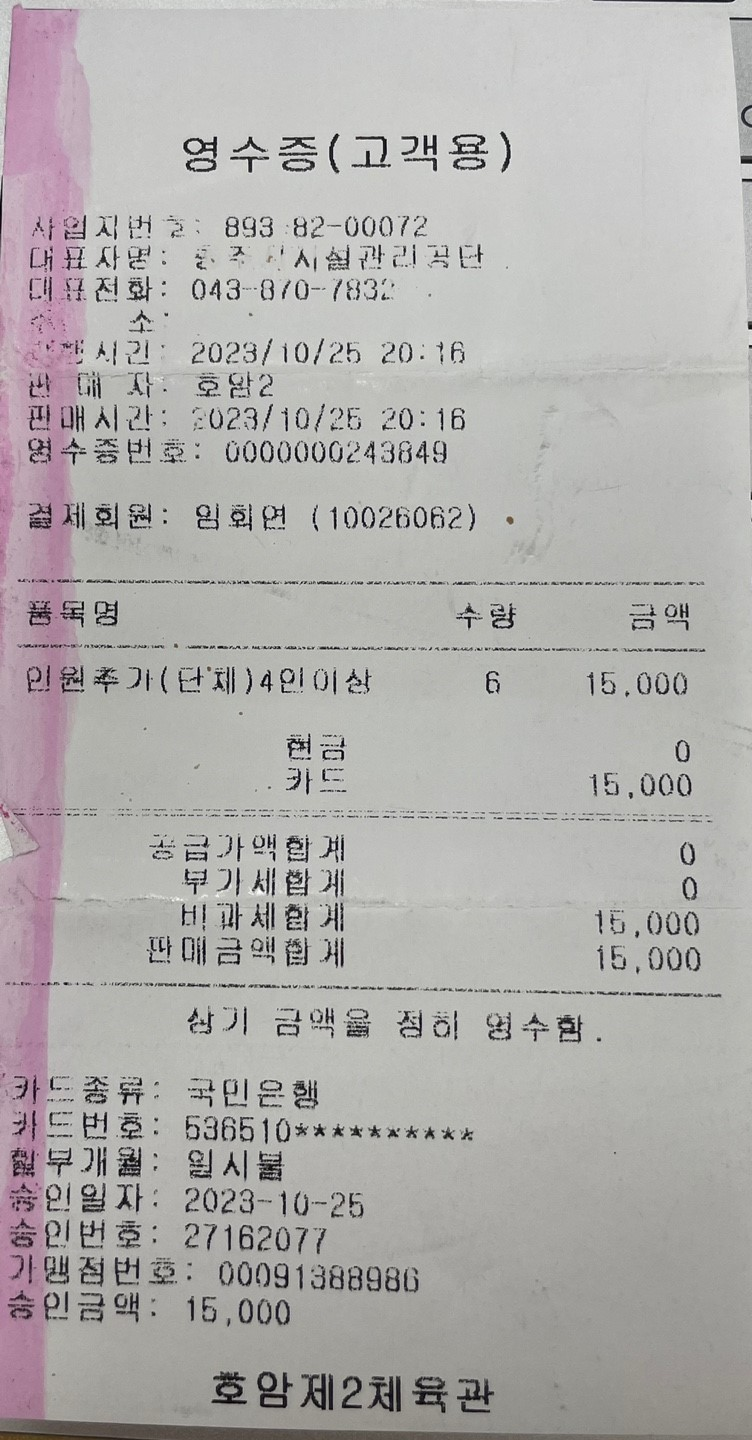 영수증(고객용)
사업자번호: 893-82-00072
대표자명: 충주시시설관리공단
대표전화: 043-870-7832
주 소:
시간: 2023/10/25 20:16
판 매 자: 호암2
판매시간: 2023/10/25 20:16
영수증번호: 0000000243849
결제회원: 임회연 (10026062)
품목명 수량 금액
인원추가(단체)4인이상 6 15,000
현금 0
카드 15,000
공급가액합계 0
부가세합계 0
비과세합계 15,000
판매금액합계 15,000
상기 금액을 정히 영수함.
카드종류: 국민은행
카드번호: 536510**********
할부개월: 일시불
승인일자: 2023-10-25
승인번호: 27162077
가맹점번호: 00091388986
승인금액: 15,000
호암제2체육관